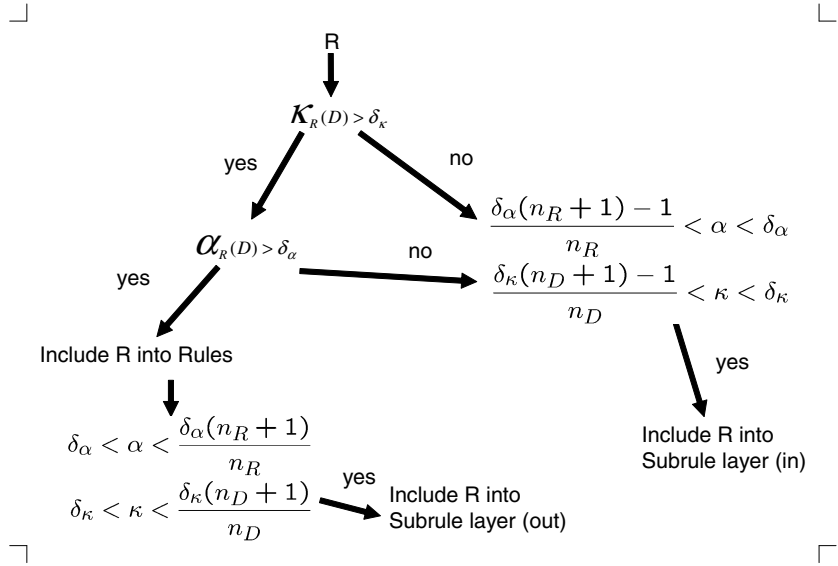 R
κ_R(D) > δ_κ
yes
no
α_R(D) > δ_α
no
yes
(δ_α(n_R + 1) − 1) / n_R < α < δ_α
(δ_κ(n_D + 1) − 1) / n_D < κ < δ_κ
yes
Include R into
Subrule layer (in)
Include R into Rules
δ_α < α < δ_α(n_R + 1) / n_R
δ_κ < κ < δ_κ(n_D + 1) / n_D
yes
Include R into
Subrule layer (out)